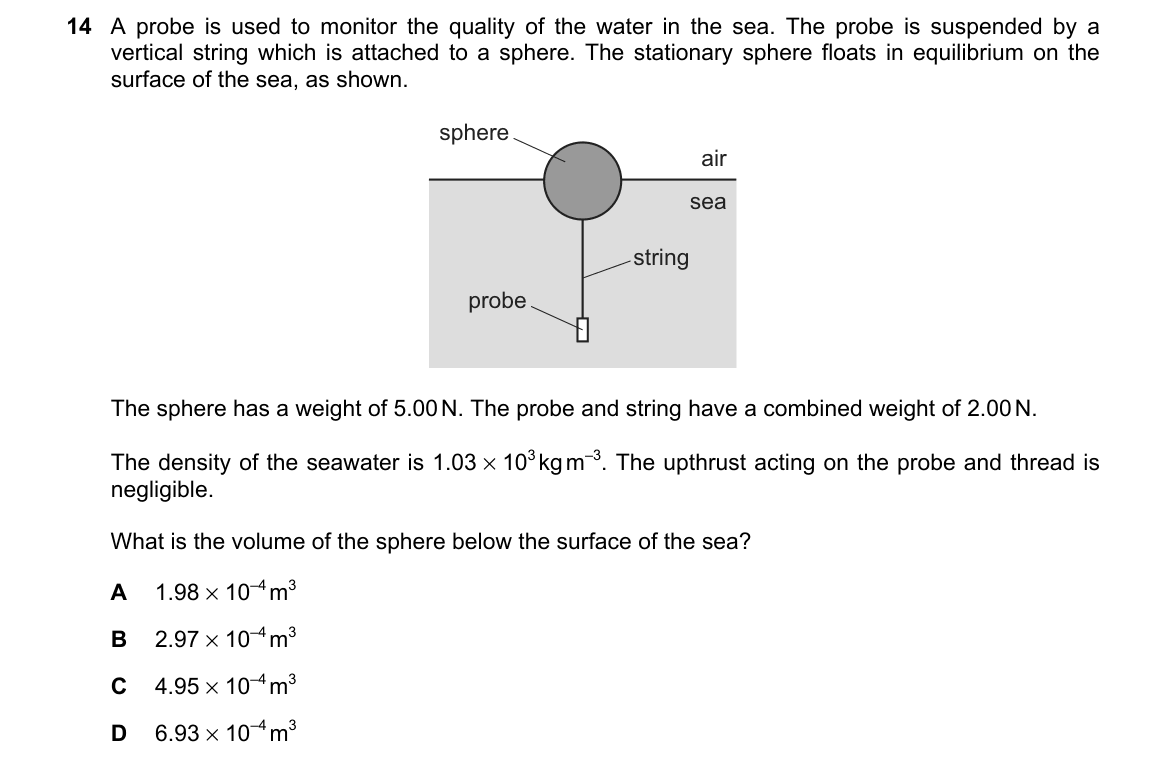 14 A probe is used to monitor the quality of the water in the sea. The probe is suspended by a
vertical string which is attached to a sphere. The stationary sphere floats in equilibrium on the
surface of the sea, as shown.
sphere
air
sea
string
probe
The sphere has a weight of 5.00 N. The probe and string have a combined weight of 2.00 N.
The density of the seawater is 1.03 × 10³ kg m⁻³. The upthrust acting on the probe and thread is
negligible.
What is the volume of the sphere below the surface of the sea?
A 1.98 × 10⁻⁴ m³
B 2.97 × 10⁻⁴ m³
C 4.95 × 10⁻⁴ m³
D 6.93 × 10⁻⁴ m³